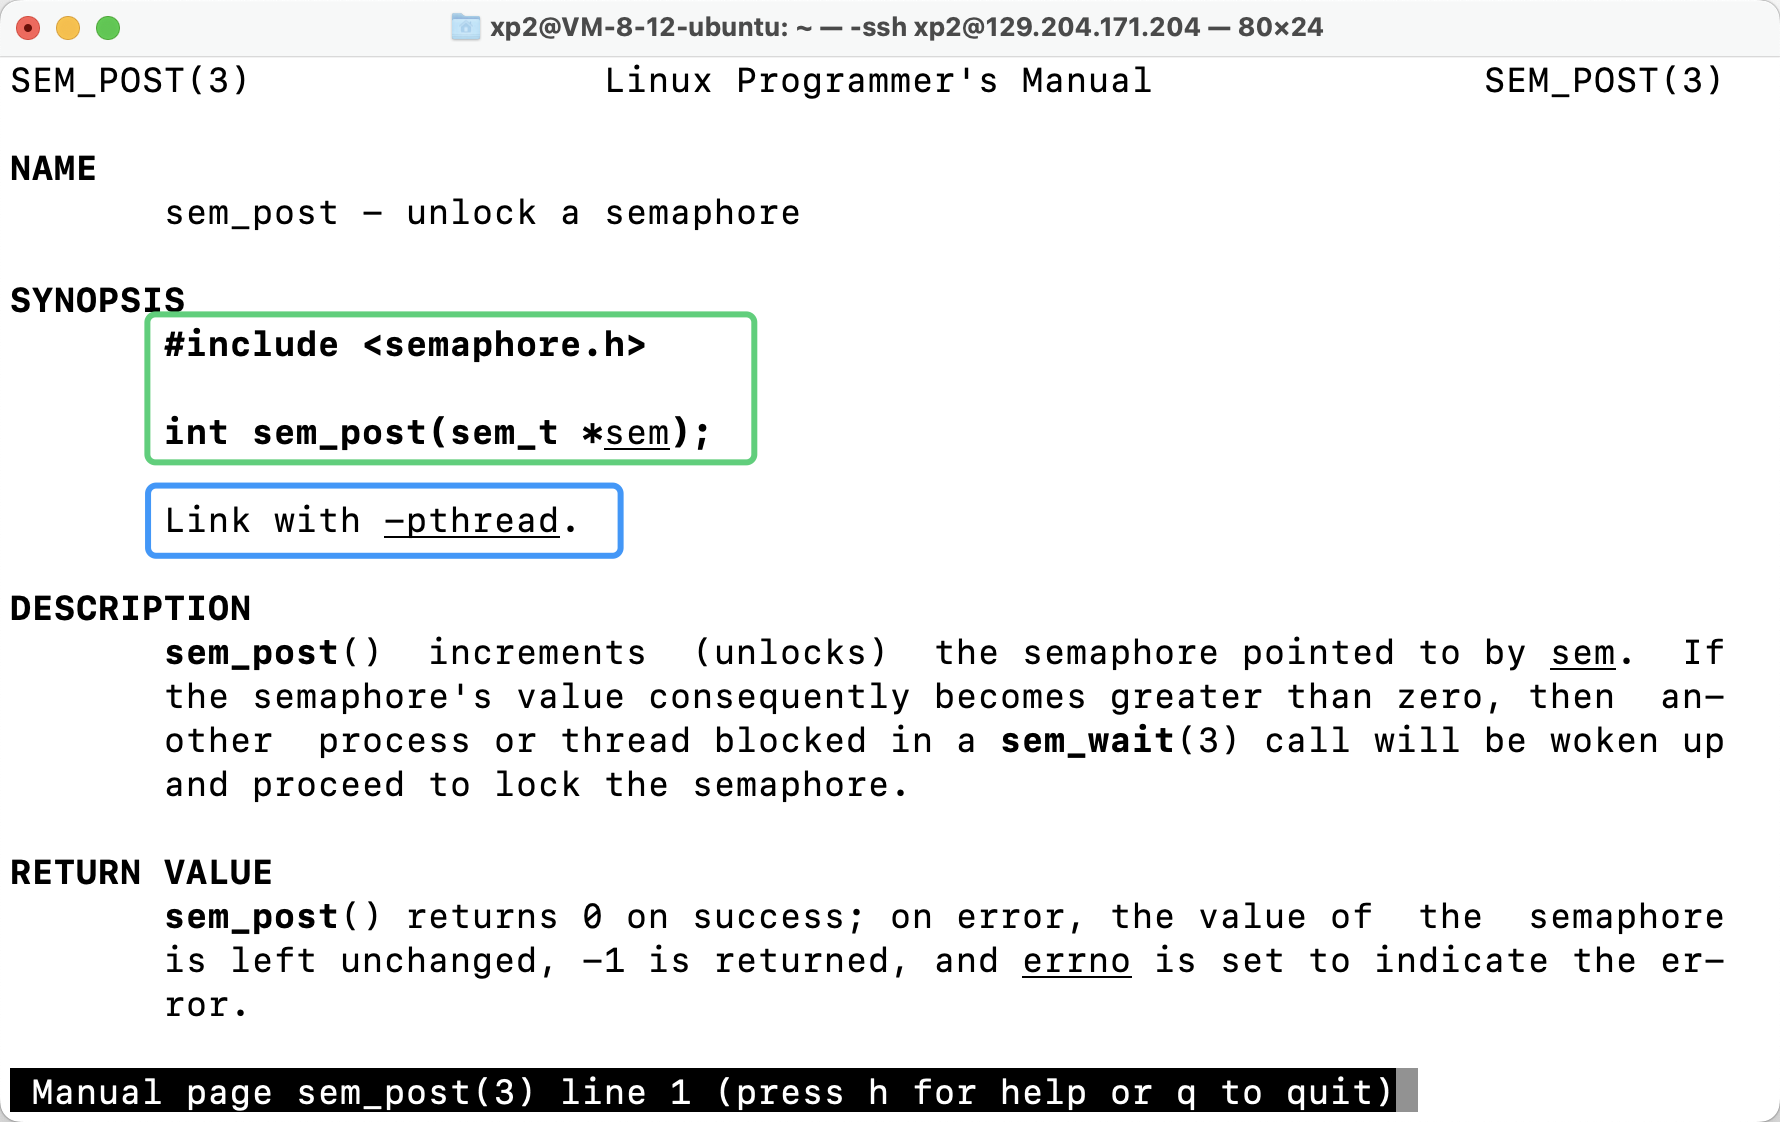 xp2@VM-8-12-ubuntu: ~ — -ssh xp2@129.204.171.204 — 80×24
SEM_POST(3) Linux Programmer's Manual SEM_POST(3)
NAME
sem_post - unlock a semaphore
SYNOPSIS
#include <semaphore.h>
int sem_post(sem_t *sem);
Link with -pthread.
DESCRIPTION
sem_post() increments (unlocks) the semaphore pointed to by sem. If
the semaphore's value consequently becomes greater than zero, then an-
other process or thread blocked in a sem_wait(3) call will be woken up
and proceed to lock the semaphore.
RETURN VALUE
sem_post() returns 0 on success; on error, the value of the semaphore
is left unchanged, -1 is returned, and errno is set to indicate the er-
ror.
Manual page sem_post(3) line 1 (press h for help or q to quit)